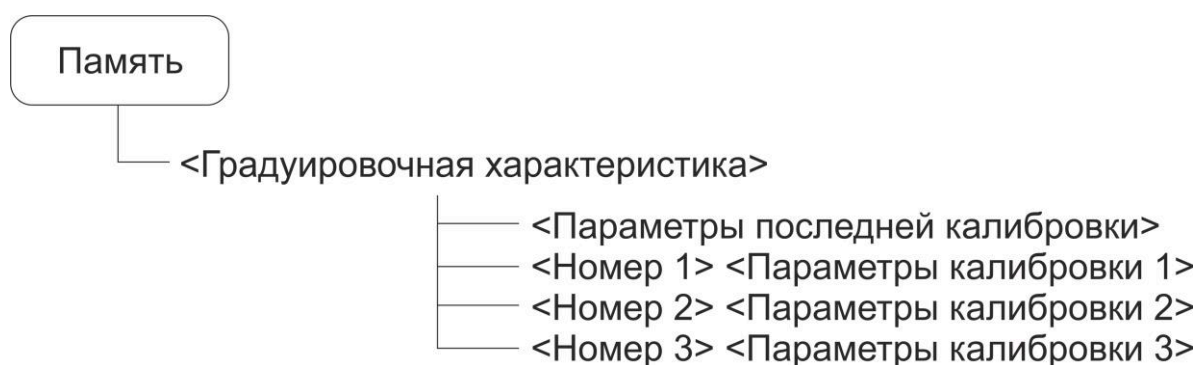 Память
<Градуировочная характеристика>
<Параметры последней калибровки>
<Номер 1> <Параметры калибровки 1>
<Номер 2> <Параметры калибровки 2>
<Номер 3> <Параметры калибровки 3>